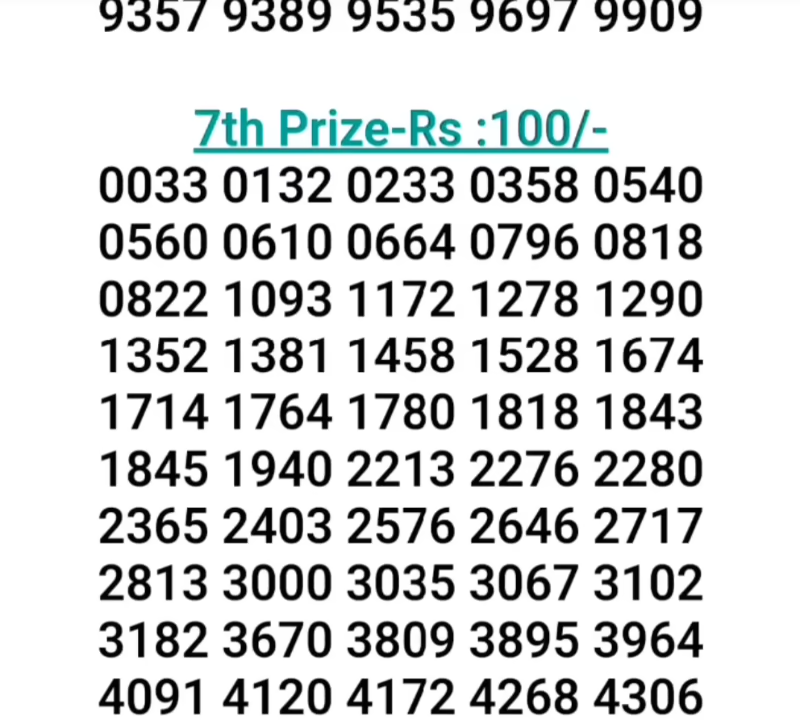 9357 9389 9535 9697 9909
7th Prize-Rs :100/-
0033 0132 0233 0358 0540
0560 0610 0664 0796 0818
0822 1093 1172 1278 1290
1352 1381 1458 1528 1674
1714 1764 1780 1818 1843
1845 1940 2213 2276 2280
2365 2403 2576 2646 2717
2813 3000 3035 3067 3102
3182 3670 3809 3895 3964
4091 4120 4172 4268 4306